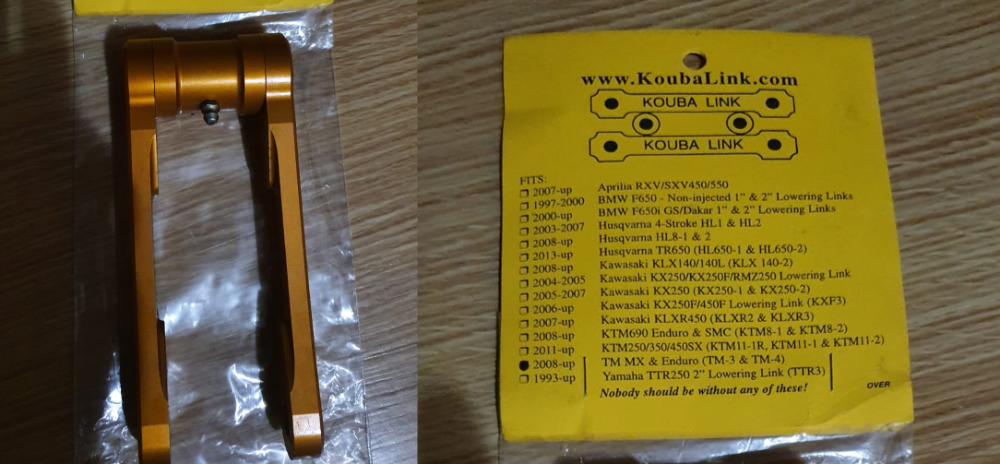 www.KoubaLink.com
KOUBA LINK
KOUBA LINK
FITS:
2007-up Aprilia RXV/SXV450/550
1997-2000 BMW F650 - Non-injected 1" & 2" Lowering Links
2000-up BMW F650i GS/Dakar 1" & 2" Lowering Links
2003-2007 Husqvarna 4-Stroke HL1 & HL2
2008-up Husqvarna HL8-1 & 2
2013-up Husqvarna TR650 (HL650-1 & HL650-2)
2008-up Kawasaki KLX140/140L (KLX 140-2)
2004-2005 Kawasaki KX250/KX250F/RMZ250 Lowering Link
2005-2007 Kawasaki KX250 (KX250-1 & KX250-2)
2006-up Kawasaki KX250F/450F Lowering Link (KXF3)
2007-up Kawasaki KLXR450 (KLXR2 & KLXR3)
2008-up KTM690 Enduro & SMC (KTM8-1 & KTM8-2)
2011-up KTM250/350/450SX (KTM11-1R, KTM11-1 & KTM11-2)
2008-up TM MX & Enduro (TM-3 & TM-4)
1993-up Yamaha TTR250 2" Lowering Link (TTR3)
Nobody should be without any of these!
OVER